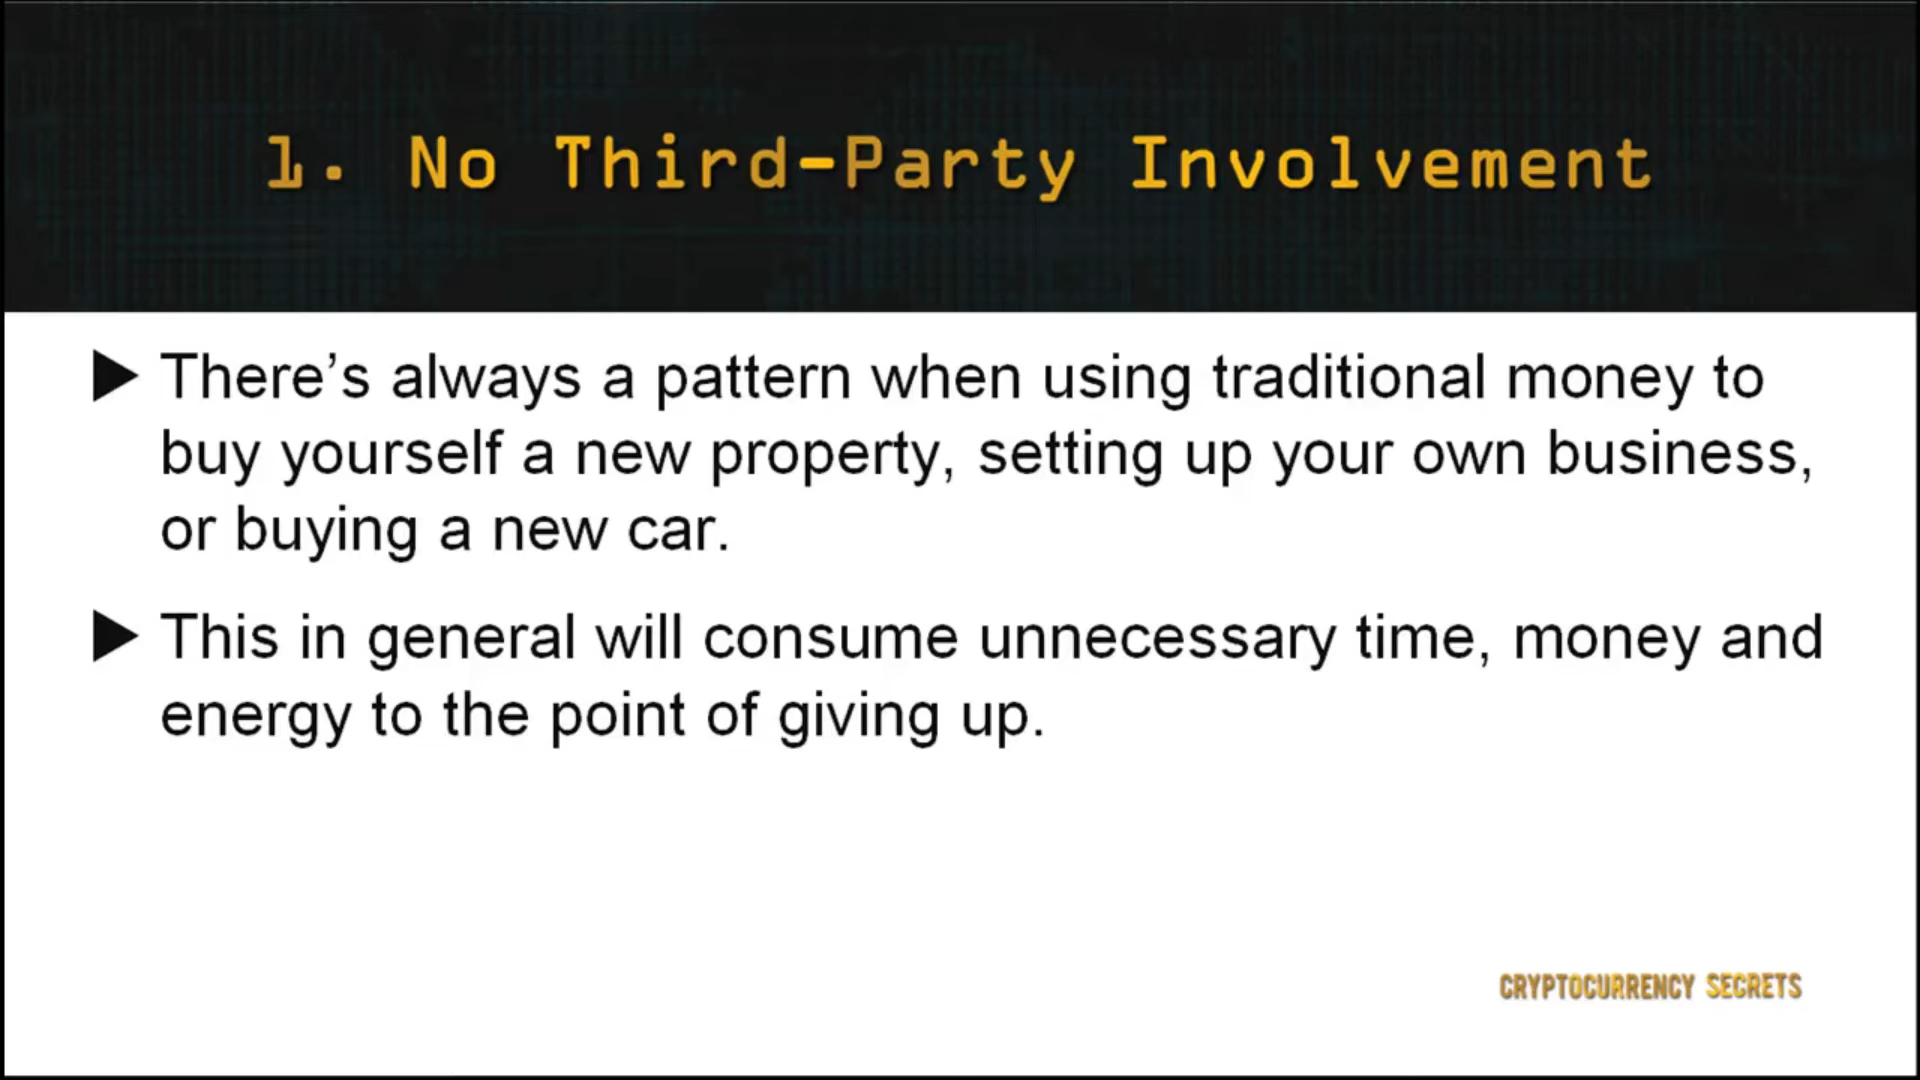 1. No Third-Party Involvement
There’s always a pattern when using traditional money to
buy yourself a new property, setting up your own business,
or buying a new car.
This in general will consume unnecessary time, money and
energy to the point of giving up.
CRYPTOCURRENCY SECRETS